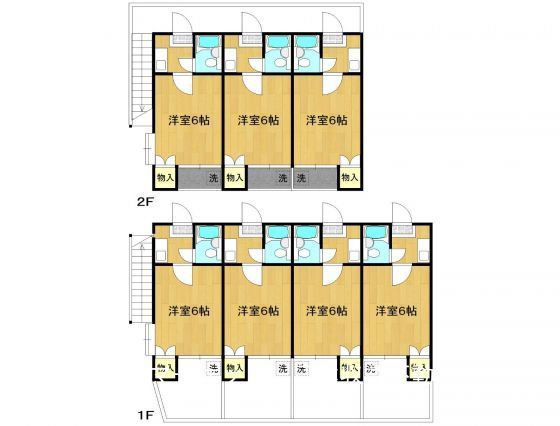 洋室6帖 洋室6帖 洋室6帖
物入 洗 物入 洗 洗 物入
2F
洋室6帖 洋室6帖 洋室6帖 洋室6帖
物入 洗 物入 洗 洗 物入 洗
1F